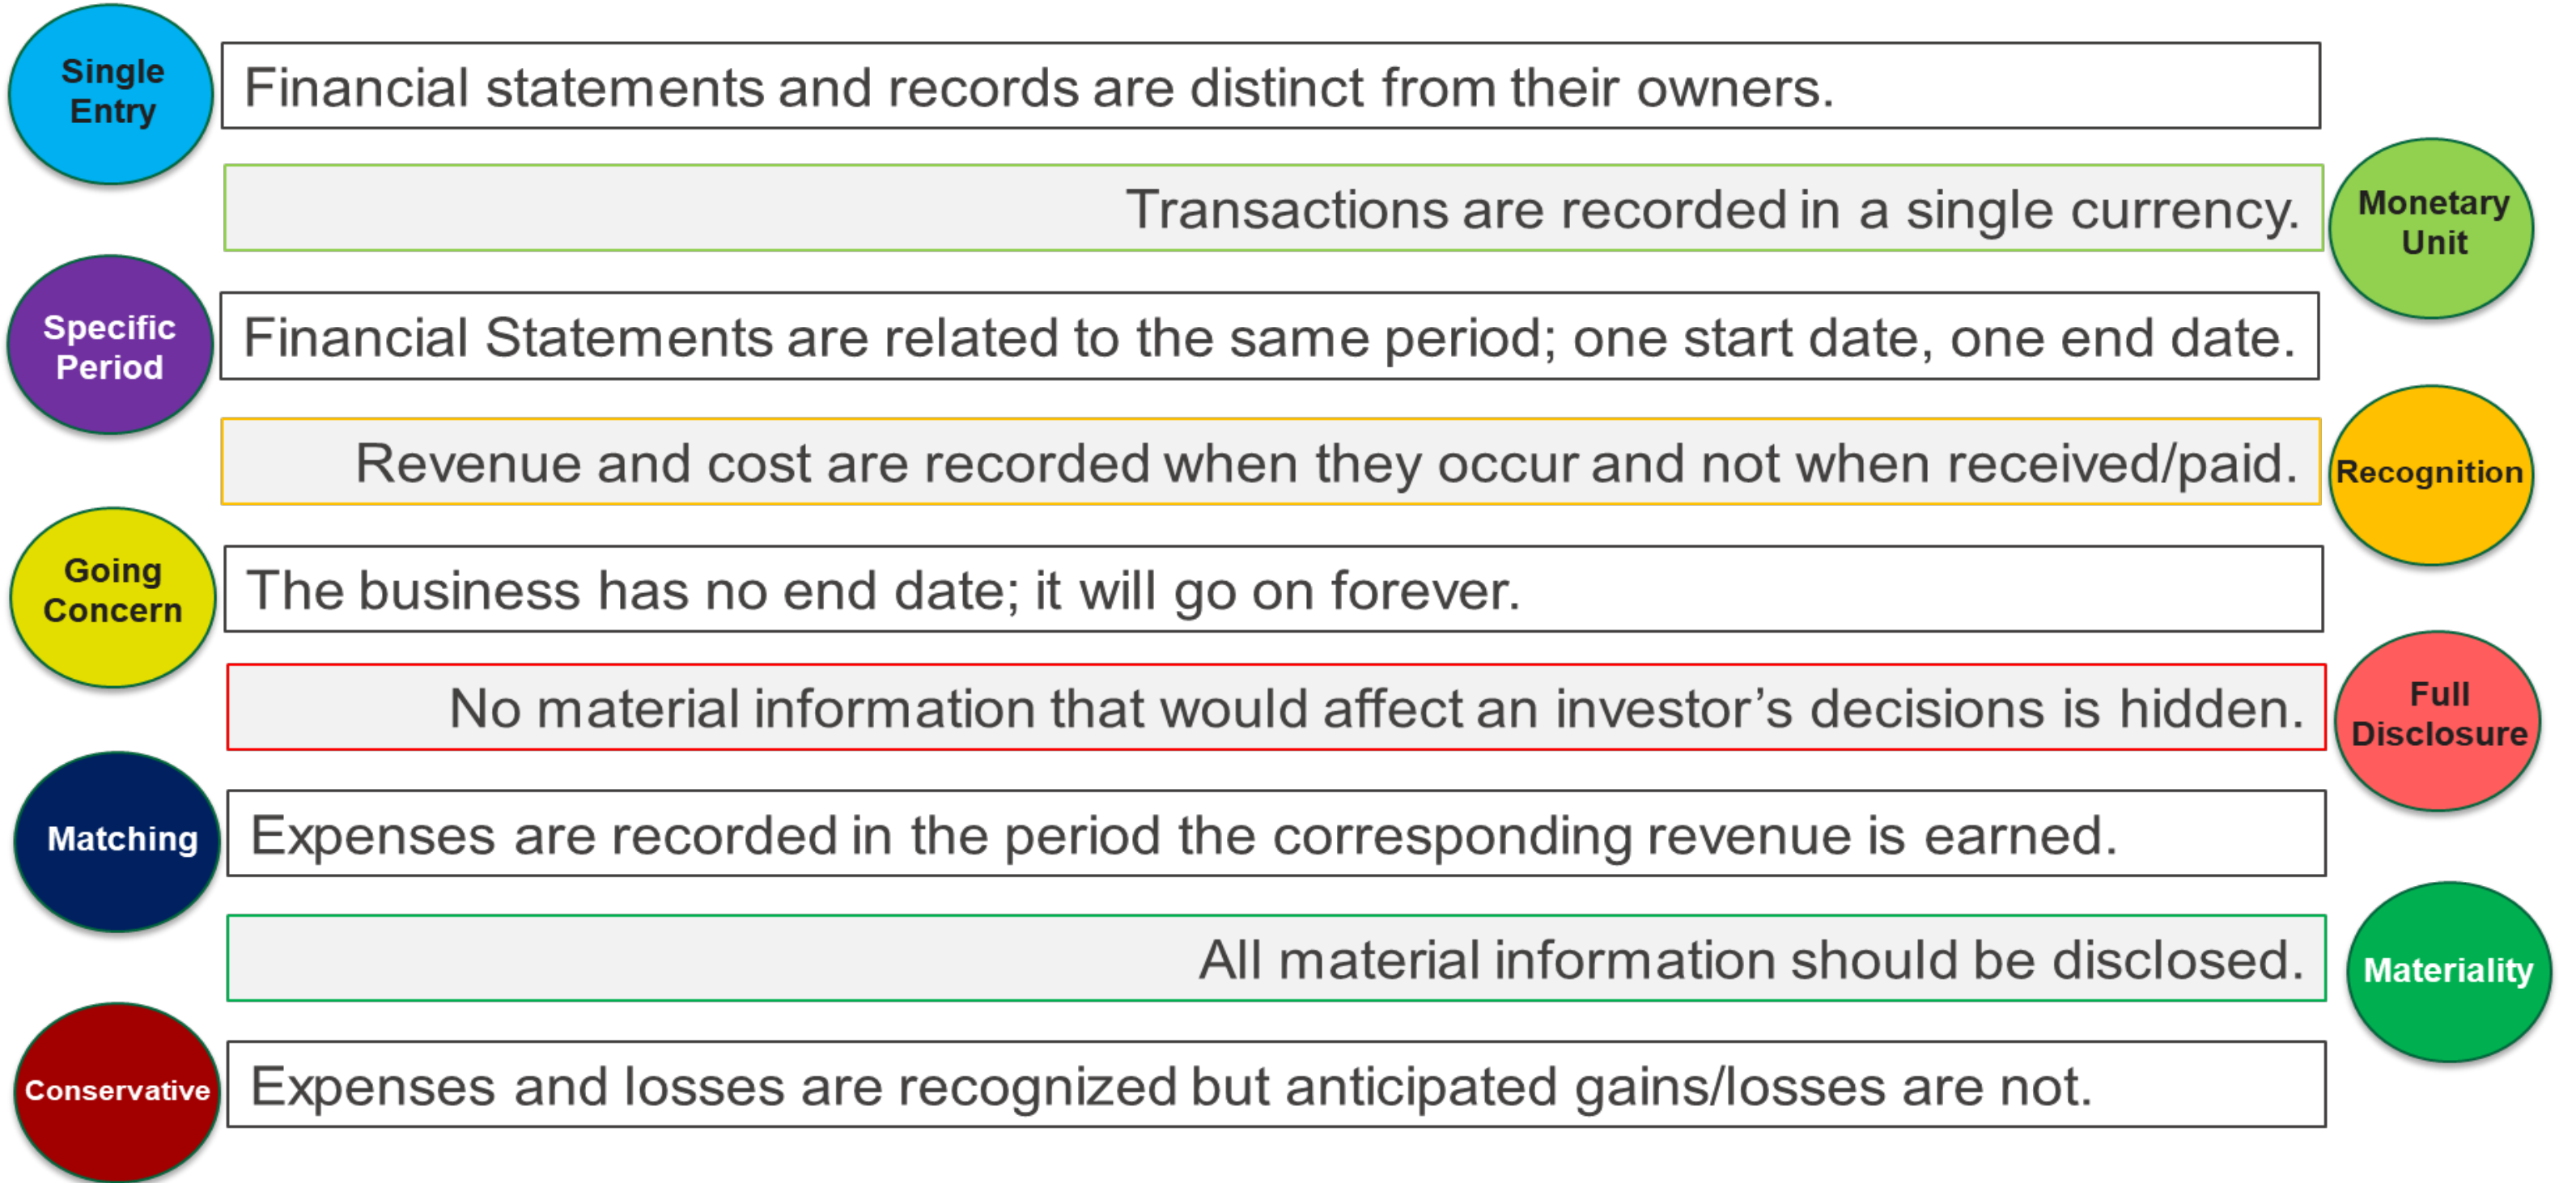 Single
Entry
Financial statements and records are distinct from their owners.
Transactions are recorded in a single currency.
Monetary
Unit
Specific
Period
Financial Statements are related to the same period; one start date, one end date.
Revenue and cost are recorded when they occur and not when received/paid.
Recognition
Going
Concern
The business has no end date; it will go on forever.
No material information that would affect an investor’s decisions is hidden.
Full
Disclosure
Matching
Expenses are recorded in the period the corresponding revenue is earned.
All material information should be disclosed.
Materiality
Conservative
Expenses and losses are recognized but anticipated gains/losses are not.